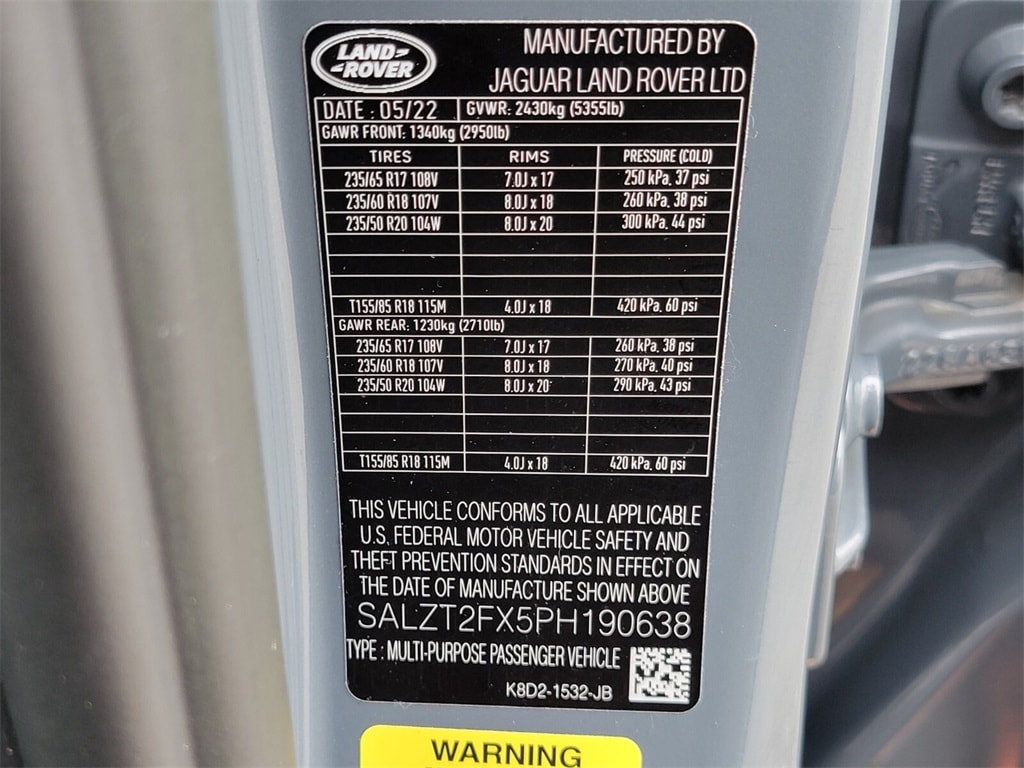 LAND-
-ROVER
MANUFACTURED BY
JAGUAR LAND ROVER LTD
DATE : 05/22 GVWR: 2430kg (5355lb)
GAWR FRONT: 1340kg (2950lb)
TIRES RIMS PRESSURE (COLD)
235/65 R17 108V 7.0J x 17 250 kPa, 37 psi
235/60 R18 107V 8.0J x 18 260 kPa, 38 psi
235/50 R20 104W 8.0J x 20 300 kPa, 44 psi
T155/85 R18 115M 4.0J x 18 420 kPa, 60 psi
GAWR REAR: 1230kg (2710lb)
235/65 R17 108V 7.0J x 17 260 kPa, 38 psi
235/60 R18 107V 8.0J x 18 270 kPa, 40 psi
235/50 R20 104W 8.0J x 20 290 kPa, 43 psi
T155/85 R18 115M 4.0J x 18 420 kPa, 60 psi
THIS VEHICLE CONFORMS TO ALL APPLICABLE
U.S. FEDERAL MOTOR VEHICLE SAFETY AND
THEFT PREVENTION STANDARDS IN EFFECT ON
THE DATE OF MANUFACTURE SHOWN ABOVE
SALZT2FX5PH190638
TYPE : MULTI-PURPOSE PASSENGER VEHICLE
K8D2-1532-JB
WARNING